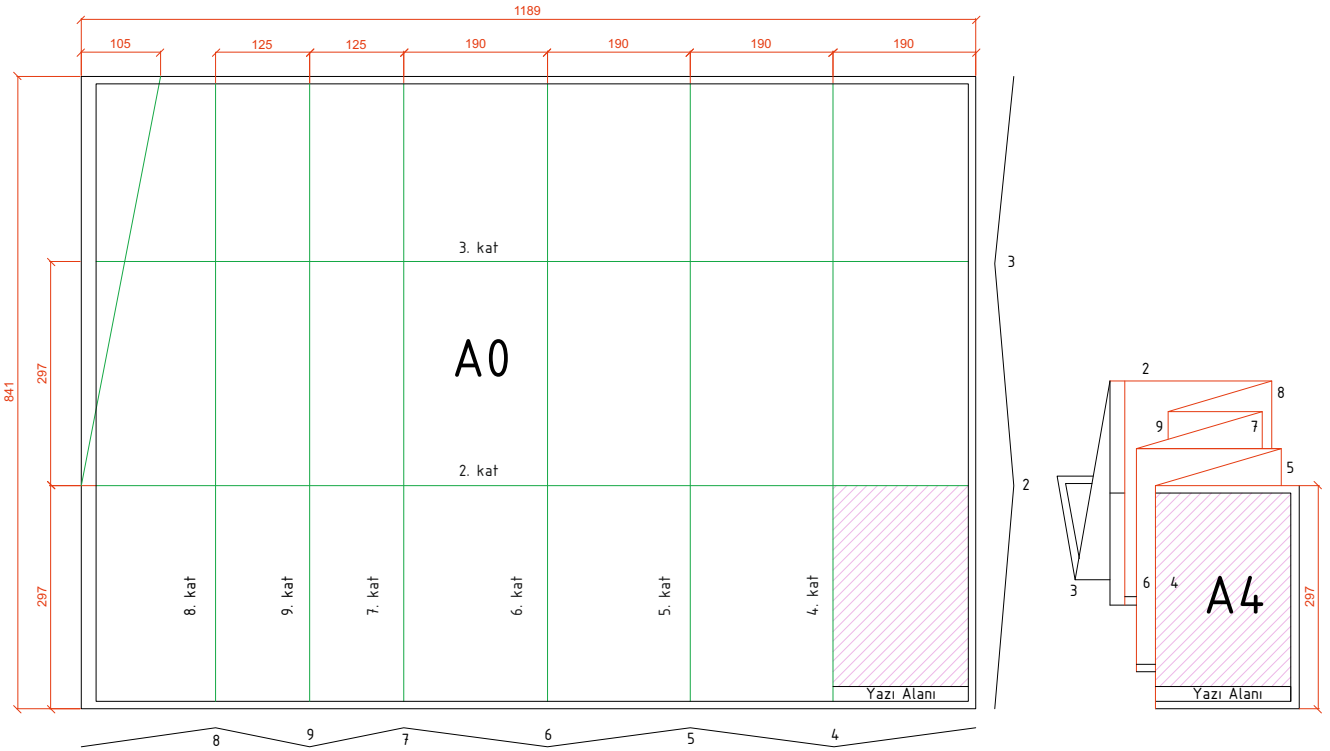 1189
105
125
125
190
190
190
190
3. kat
3
A0
297
841
2. kat
2
297
8. kat
9. kat
7. kat
6. kat
5. kat
4. kat
Yazı Alanı
8
9
7
6
5
4
2
8
9
7
5
3
6
4
A4
297
Yazı Alanı